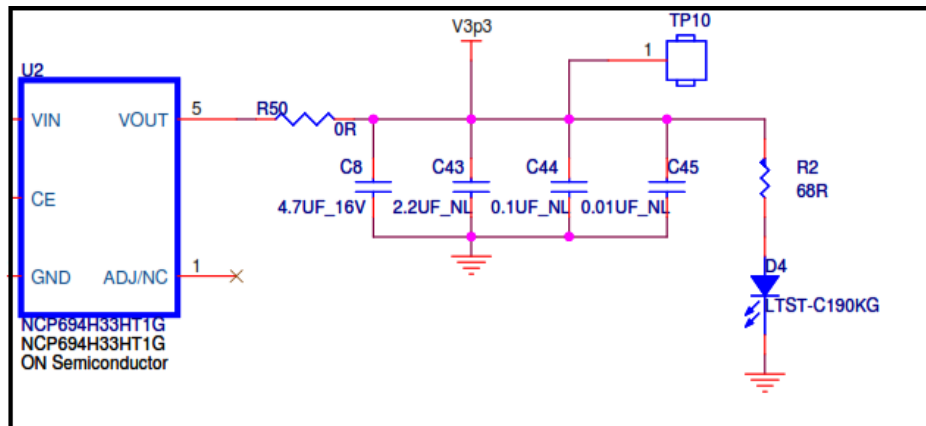 V3p3
TP10
1
U2
VIN
VOUT
5
R50
0R
CE
C8
4.7UF_16V
C43
2.2UF_NL
C44
0.1UF_NL
C45
0.01UF_NL
R2
68R
GND
ADJ/NC
1
D4
LTST-C190KG
NCP694H33HT1G
NCP694H33HT1G
ON Semiconductor